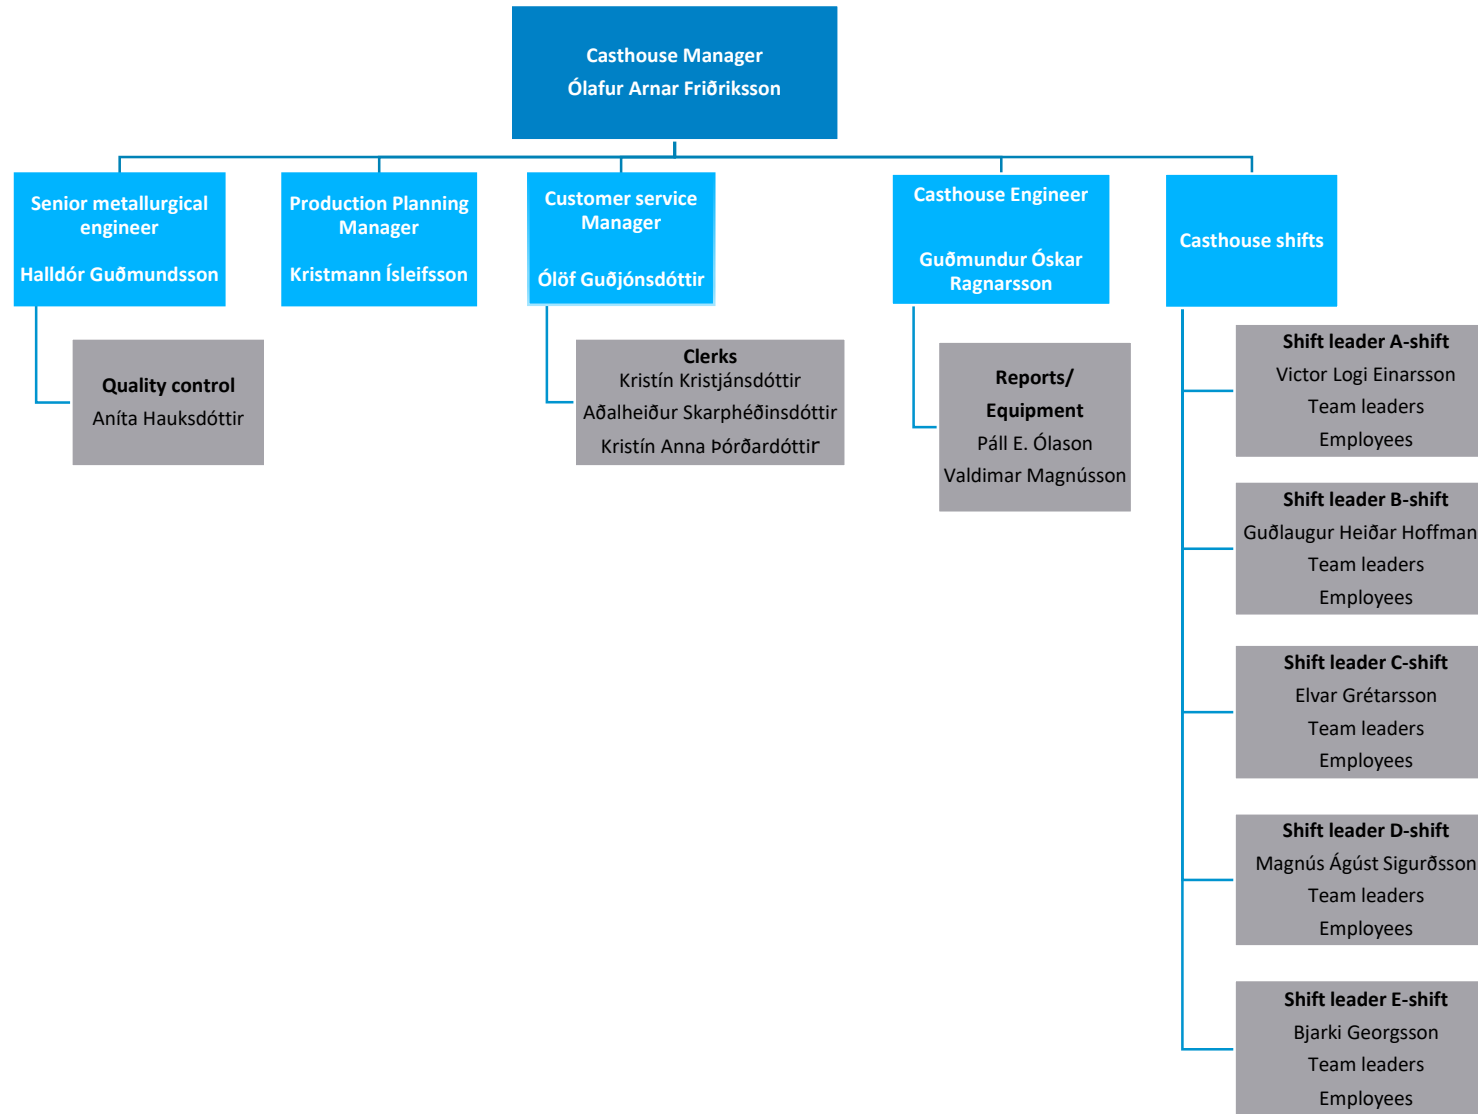 Casthouse Manager
Ólafur Arnar Friðriksson
Senior metallurgical
engineer
Halldór Guðmundsson
Production Planning
Manager
Kristmann Ísleifsson
Customer service
Manager
Ólöf Guðjónsdóttir
Casthouse Engineer
Guðmundur Óskar
Ragnarsson
Casthouse shifts
Quality control
Aníta Hauksdóttir
Clerks
Kristín Kristjánsdóttir
Aðalheiður Skarphéðinsdóttir
Kristín Anna Þórðardóttir
Reports/
Equipment
Páll E. Ólason
Valdimar Magnússon
Shift leader A-shift
Victor Logi Einarsson
Team leaders
Employees
Shift leader B-shift
Guðlaugur Heiðar Hoffman
Team leaders
Employees
Shift leader C-shift
Elvar Grétarsson
Team leaders
Employees
Shift leader D-shift
Magnús Ágúst Sigurðsson
Team leaders
Employees
Shift leader E-shift
Bjarki Georgsson
Team leaders
Employees